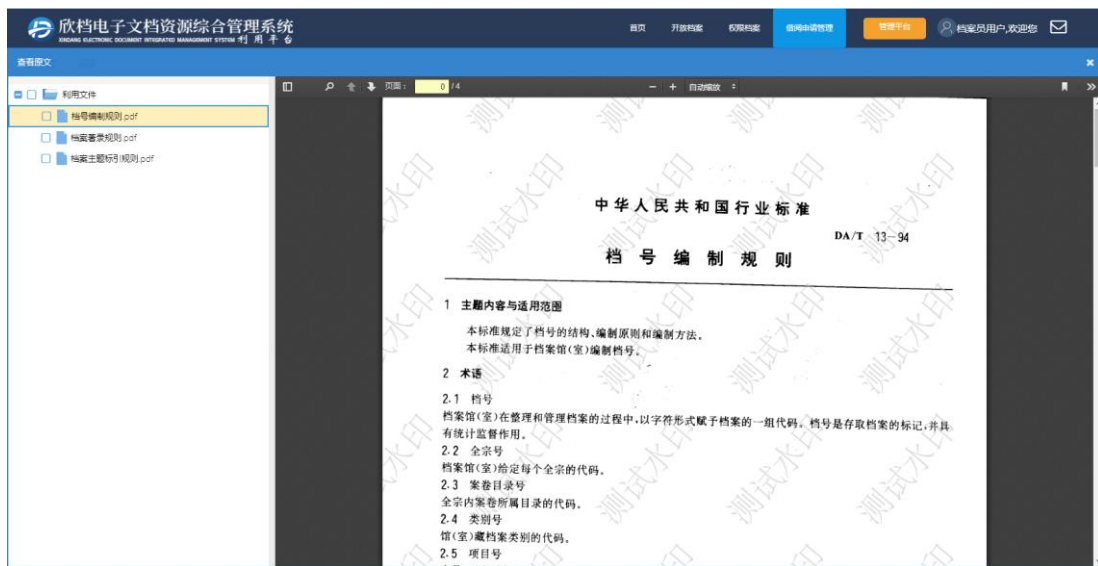 欣档电子文档资源综合管理系统
XINDANG ELECTRONIC DOCUMENT INTEGRATED MANAGEMENT SYSTEM 利用平台
首页 开放档案 权限档案 借阅申请管理 管理平台 档案员用户,欢迎您
查看原文
利用文件
档号编制规则.pdf
档案著录规则.pdf
档案主题标引规则.pdf
页面: 0 /4 自动缩放
中华人民共和国行业标准
DA/T 13—94
档号编制规则
1 主题内容与适用范围
本标准规定了档号的结构、编制原则和编制方法。
本标准适用于档案馆(室)编制档号。
2 术语
2.1 档号
档案馆(室)在整理和管理档案的过程中,以字符形式赋予档案的一组代码。档号是存取档案的标记,并具
有统计监督作用。
2.2 全宗号
档案馆(室)给定每个全宗的代码。
2.3 案卷目录号
全宗内案卷所属目录的代码。
2.4 类别号
馆(室)藏档案类别的代码。
2.5 项目号
测试水印